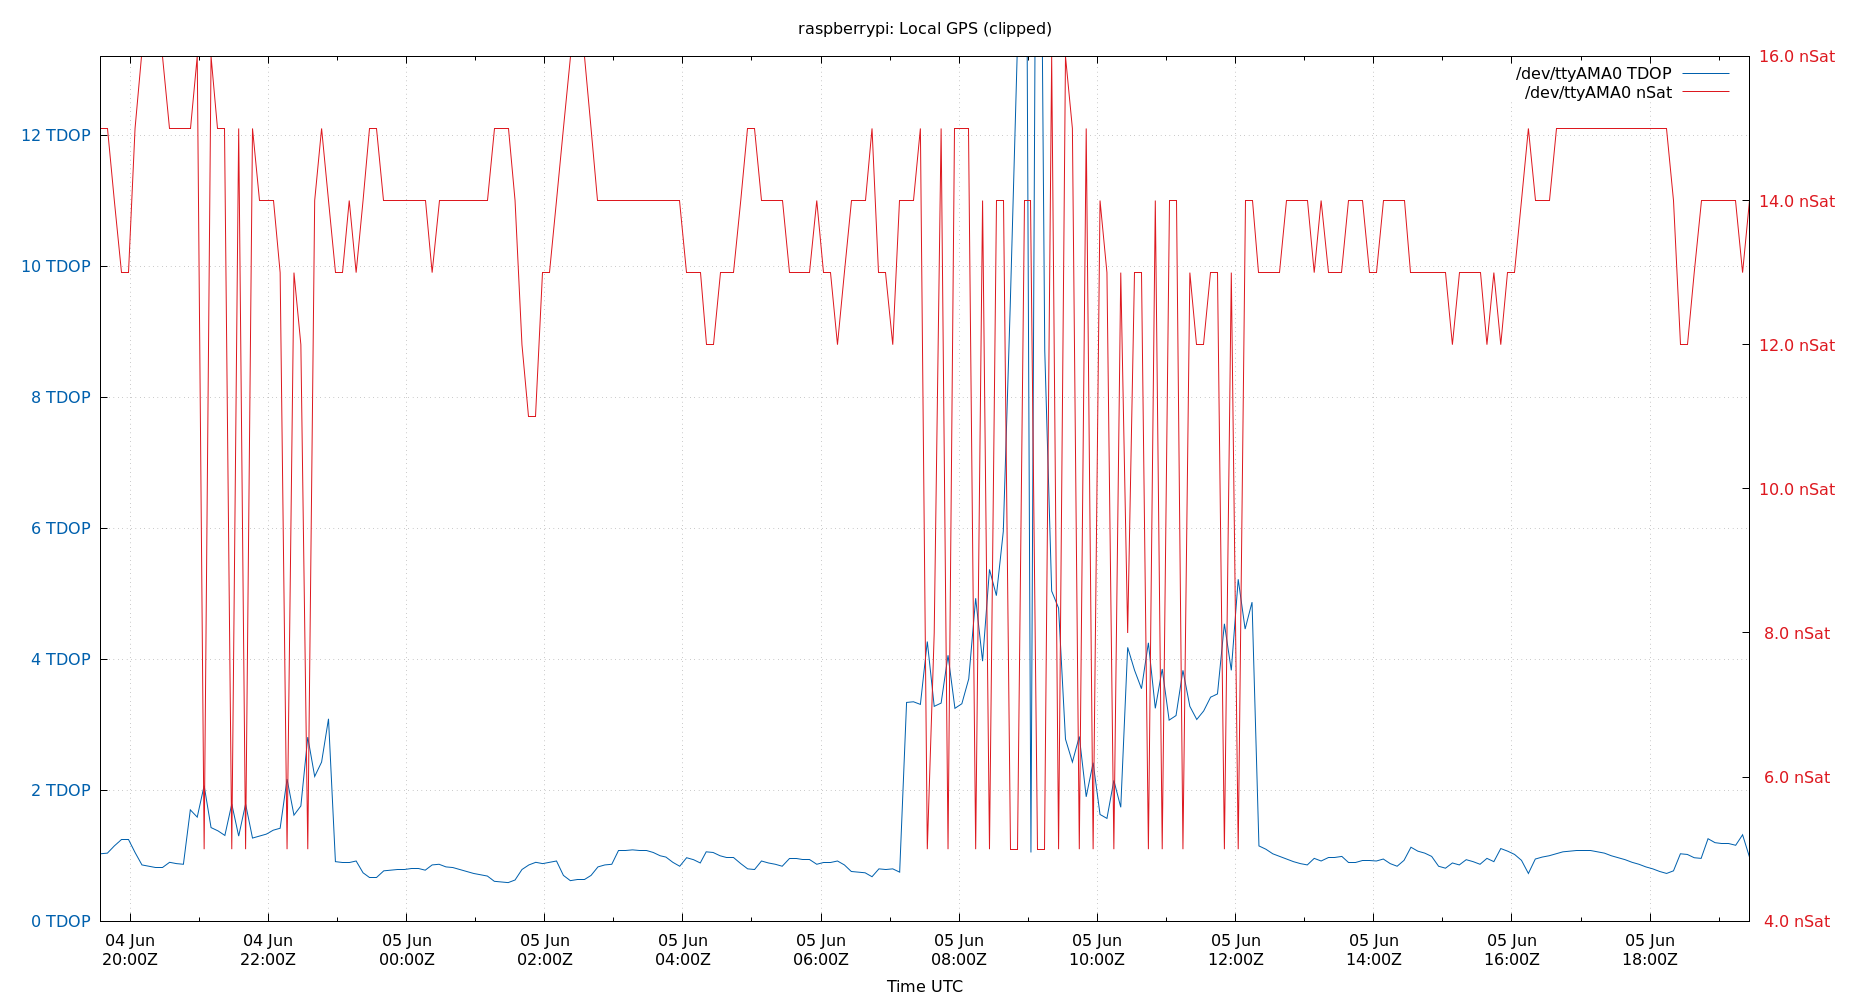 raspberrypi: Local GPS (clipped)
16.0 nSat
/dev/ttyAMA0 TDOP
/dev/ttyAMA0 nSat
12 TDOP
14.0 nSat
10 TDOP
12.0 nSat
8 TDOP
10.0 nSat
6 TDOP
8.0 nSat
4 TDOP
6.0 nSat
2 TDOP
0 TDOP
4.0 nSat
04 Jun 04 Jun 05 Jun 05 Jun 05 Jun 05 Jun 05 Jun 05 Jun 05 Jun 05 Jun 05 Jun 05 Jun
20:00Z 22:00Z 00:00Z 02:00Z 04:00Z 06:00Z 08:00Z 10:00Z 12:00Z 14:00Z 16:00Z 18:00Z
Time UTC